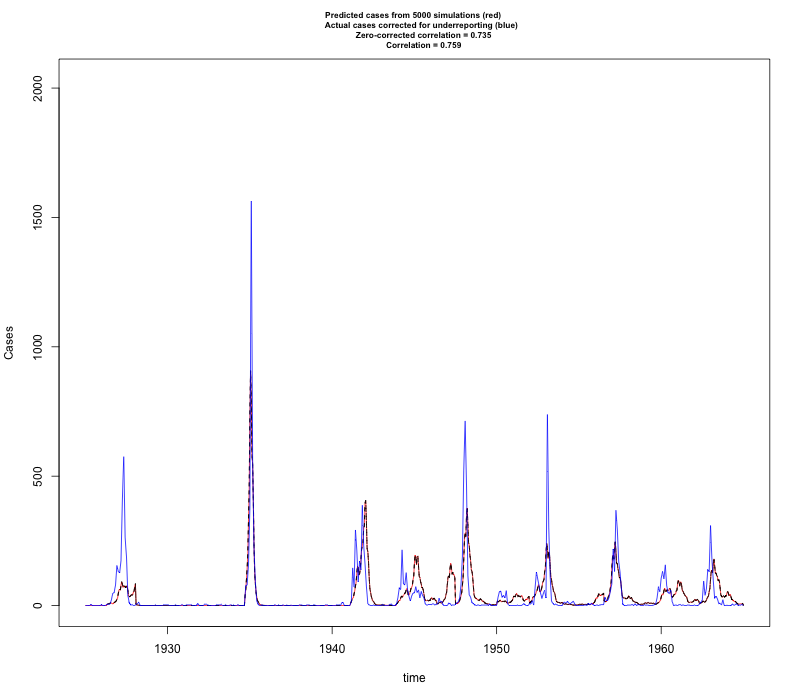 Predicted cases from 5000 simulations (red)
Actual cases corrected for underreporting (blue)
Zero-corrected correlation = 0.735
Correlation = 0.759
2000
1500
1000
500
0
Cases
1930 1940 1950 1960
time